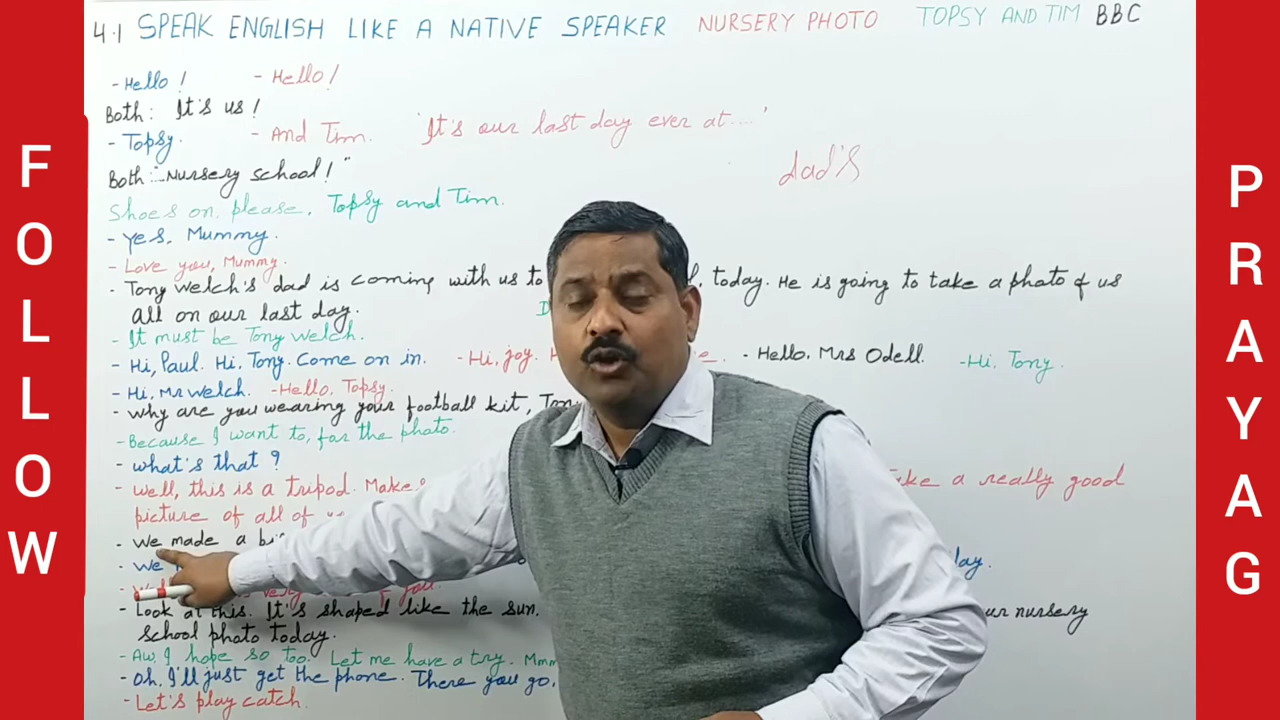 4.1 SPEAK ENGLISH LIKE A NATIVE SPEAKER NURSERY PHOTO TOPSY AND TIM BBC
- Hello! - Hello!
Both: It's us!
- Topsy. - And Tim. 'It's our last day ever at....'
Both: "Nursery school!"
dad's
Shoes on please, Topsy and Tim.
- Yes, Mummy.
- Love you, Mummy.
- Tony Welch's dad is coming with us to today. He is going to take a photo of us
all on our last day.
- It must be Tony Welch.
- Hi, Paul. Hi, Tony. Come on in. - Hi, joy. - Hello, Mrs Odell. - Hi, Tony
- Hi, Mr Welch. - Hello, Topsy.
- Why are you wearing your football kit,
- Because I want to, for the photo.
- What's that?
- Well, this is a tripod. a really good
picture of all of
- We made a
- We day.
very of you.
- Look at this. It's shaped like the sun. nursery
school photo today.
- Aw, I hope so too. Let me have a try.
- Oh, I'll just get the phone. There you go,
- Let's play catch.
FOLLOW
PRAYAG